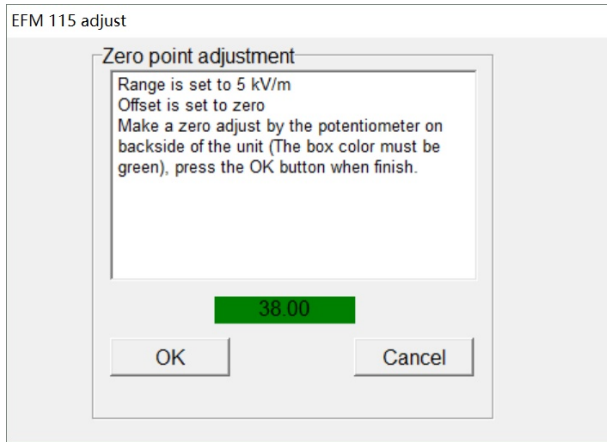 EFM 115 adjust
Zero point adjustment
Range is set to 5 kV/m
Offset is set to zero
Make a zero adjust by the potentiometer on
backside of the unit (The box color must be
green), press the OK button when finish.
38.00
OK
Cancel